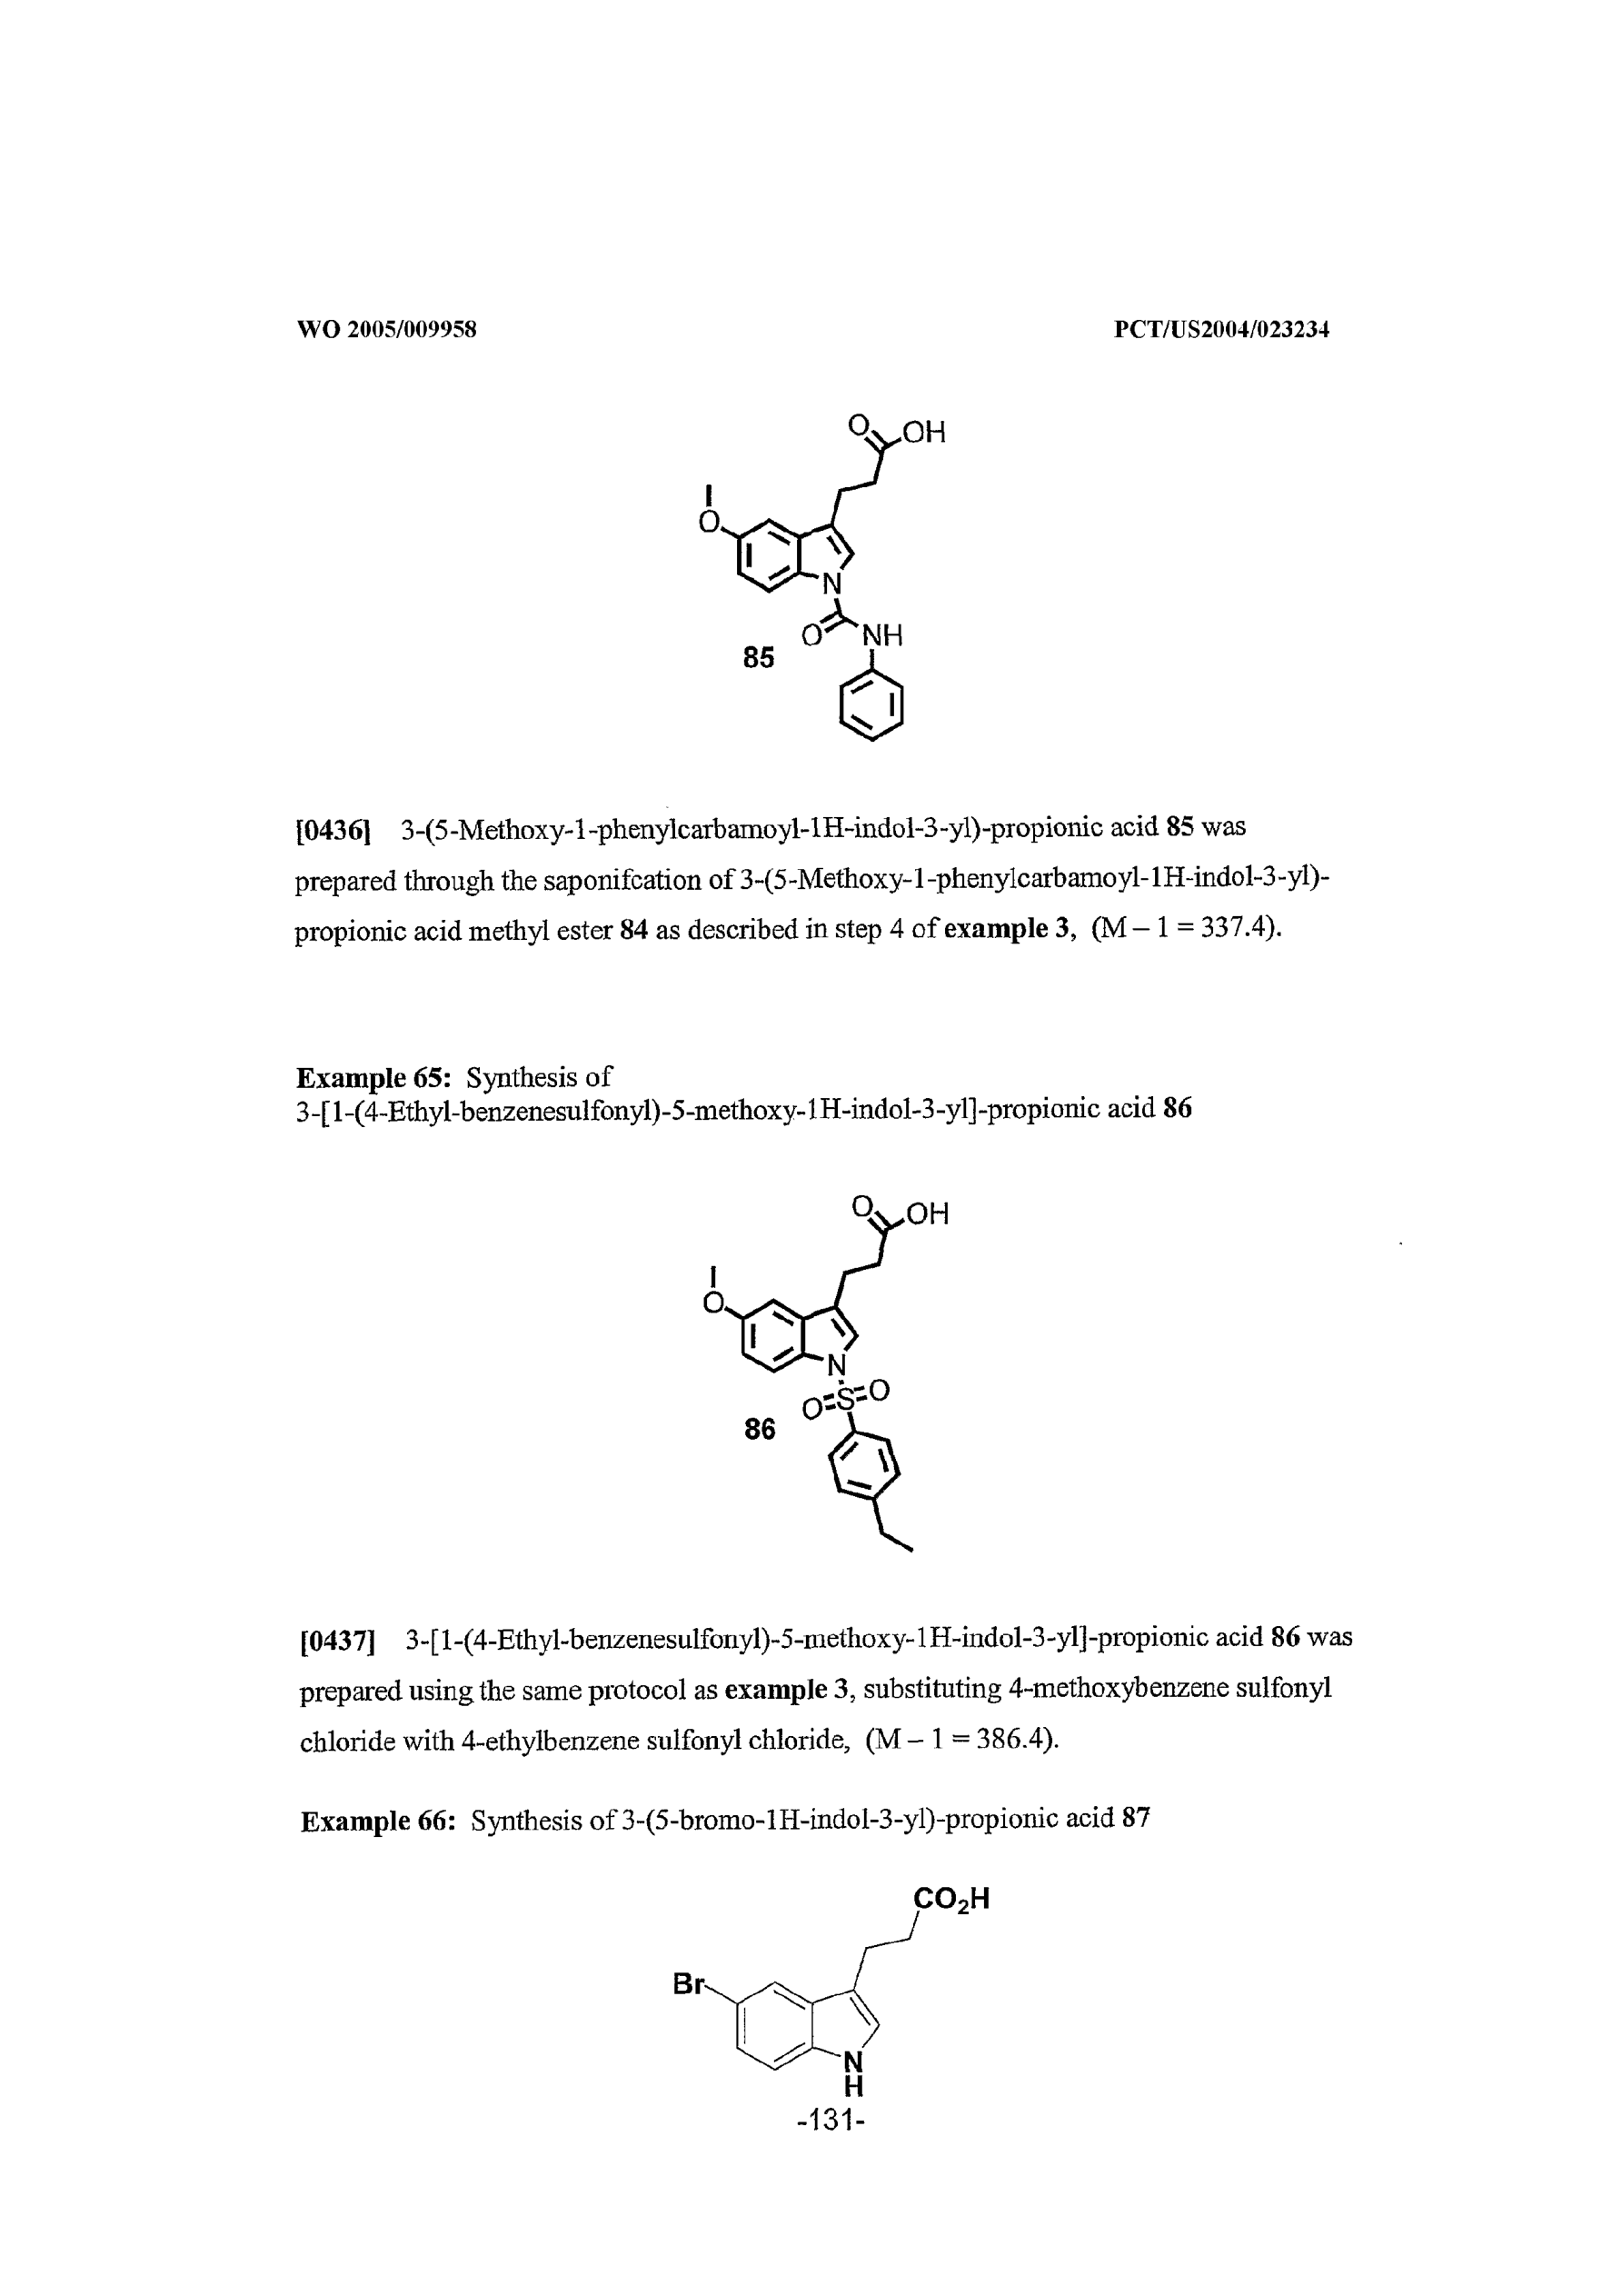 WO 2005/009958 PCT/US2004/023234
O OH
O
N
O NH
85
[0436] 3-(5-Methoxy-1-phenylcarbamoyl-1H-indol-3-yl)-propionic acid 85 was
prepared through the saponifcation of 3-(5-Methoxy-1-phenylcarbamoyl-1H-indol-3-yl)-
propionic acid methyl ester 84 as described in step 4 of example 3, (M – 1 = 337.4).
Example 65: Synthesis of
3-[1-(4-Ethyl-benzenesulfonyl)-5-methoxy-1H-indol-3-yl]-propionic acid 86
O OH
O
N
O S O
86
[0437] 3-[1-(4-Ethyl-benzenesulfonyl)-5-methoxy-1H-indol-3-yl]-propionic acid 86 was
prepared using the same protocol as example 3, substituting 4-methoxybenzene sulfonyl
chloride with 4-ethylbenzene sulfonyl chloride, (M – 1 = 386.4).
Example 66: Synthesis of 3-(5-bromo-1H-indol-3-yl)-propionic acid 87
CO₂H
Br
N
H
-131-